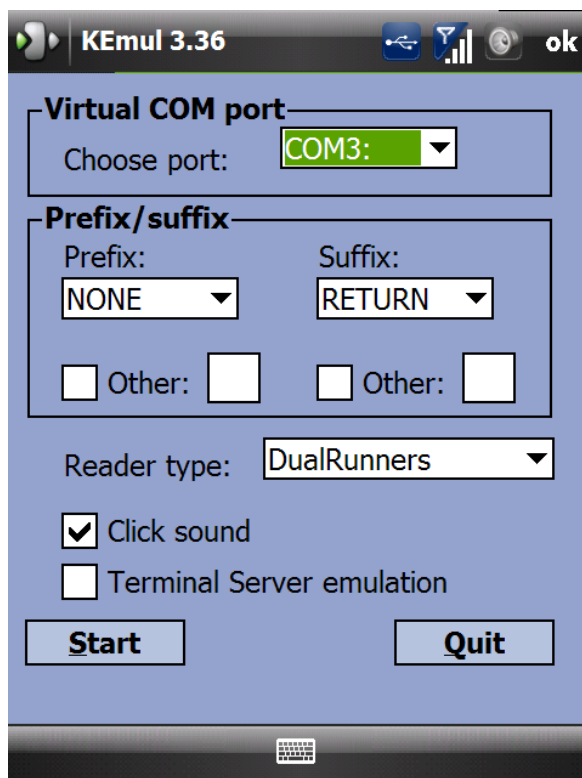 KEmul 3.36 ok
Virtual COM port
Choose port: COM3:
Prefix/suffix
Prefix: Suffix:
NONE RETURN
Other: Other:
Reader type: DualRunners
Click sound
Terminal Server emulation
Start Quit